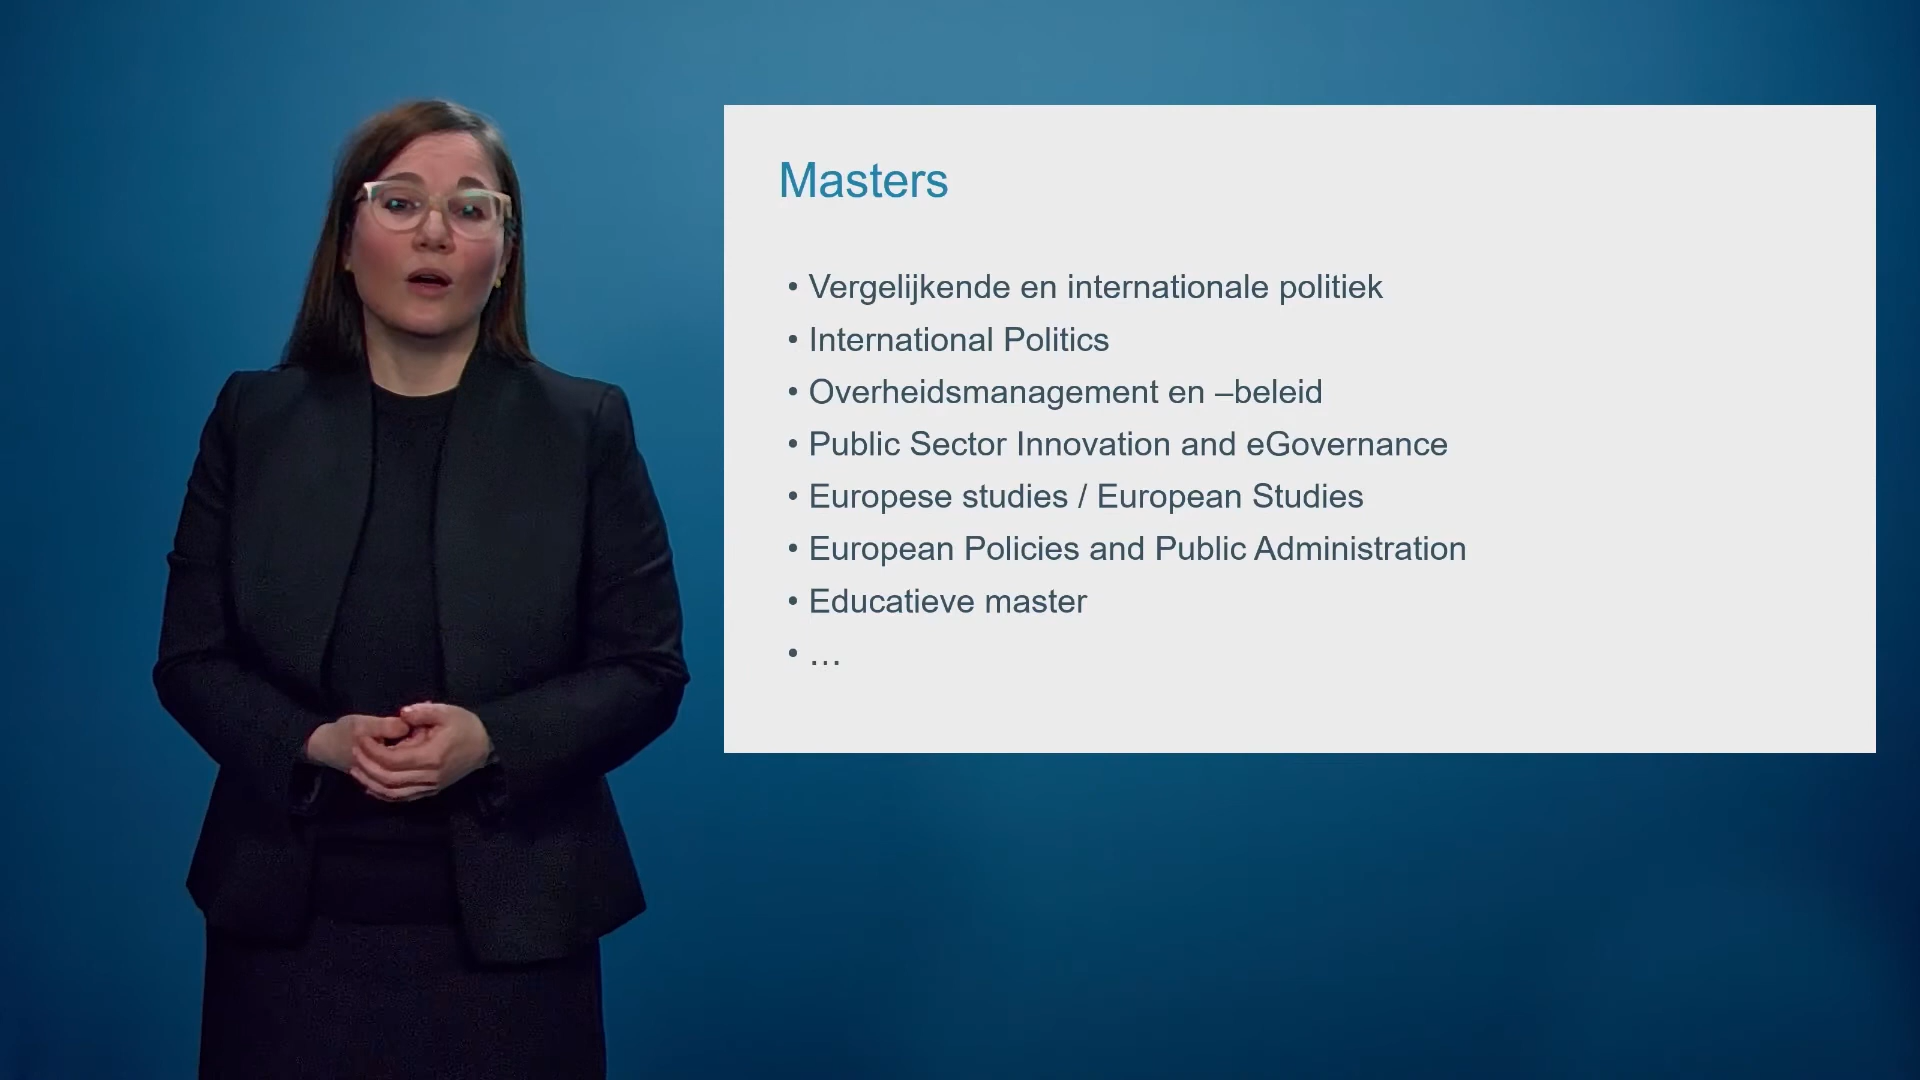 Masters
• Vergelijkende en internationale politiek
• International Politics
• Overheidsmanagement en –beleid
• Public Sector Innovation and eGovernance
• Europese studies / European Studies
• European Policies and Public Administration
• Educatieve master
• …